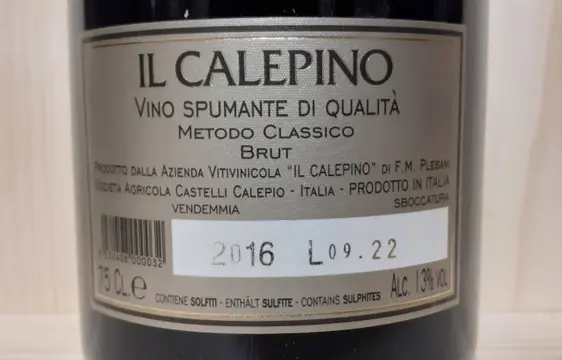 IL CALEPINO
VINO SPUMANTE DI QUALITÀ
METODO CLASSICO
BRUT
PRODOTTO DALLA AZIENDA VITIVINICOLA "IL CALEPINO" DI F.M. PLEBANI
SOCIETÀ AGRICOLA CASTELLI CALEPIO - ITALIA - PRODOTTO IN ITALIA
VENDEMMIA SBOCCATURA
2016 L09.22
75 CL.e CONTIENE SOLFITI - ENTHÄLT SULFITE - CONTAINS SULPHITES ALC. 13% VOL